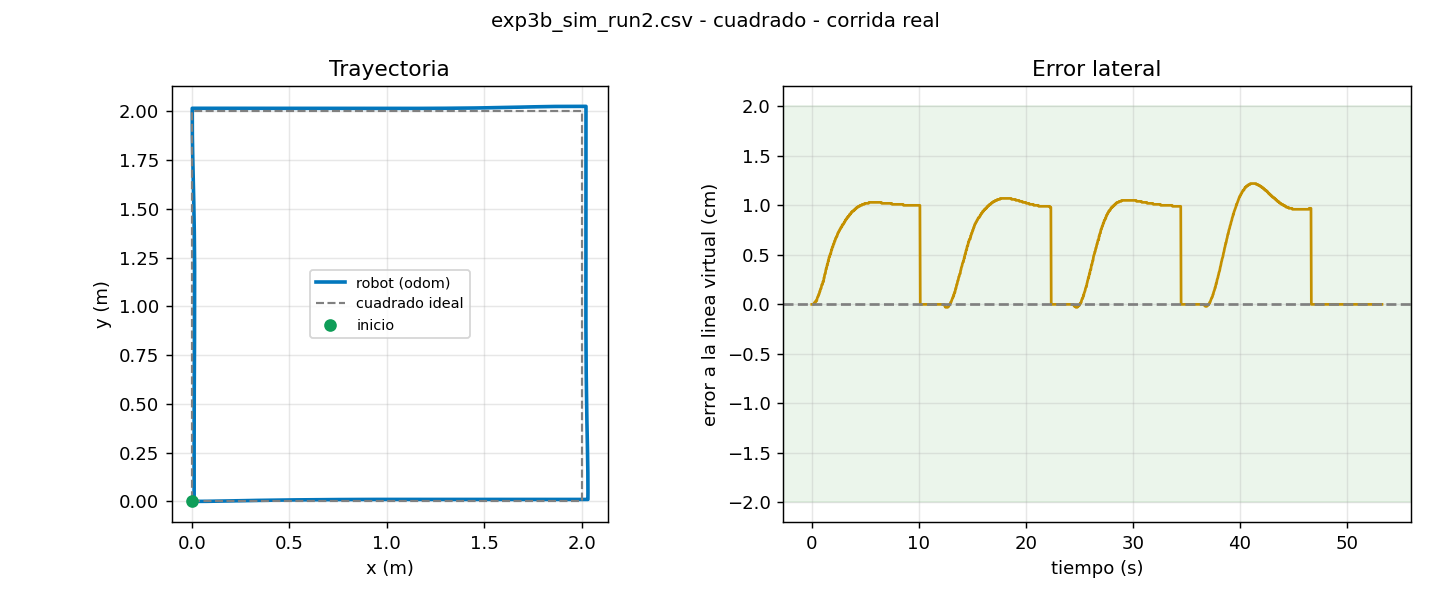 exp3b_sim_run2.csv - cuadrado - corrida real
Trayectoria
y (m)
2.00
1.75
1.50
1.25
1.00
0.75
0.50
0.25
0.00
robot (odom)
cuadrado ideal
inicio
0.0 0.5 1.0 1.5 2.0
x (m)
Error lateral
error a la linea virtual (cm)
2.0
1.5
1.0
0.5
0.0
−0.5
−1.0
−1.5
−2.0
0 10 20 30 40 50
tiempo (s)